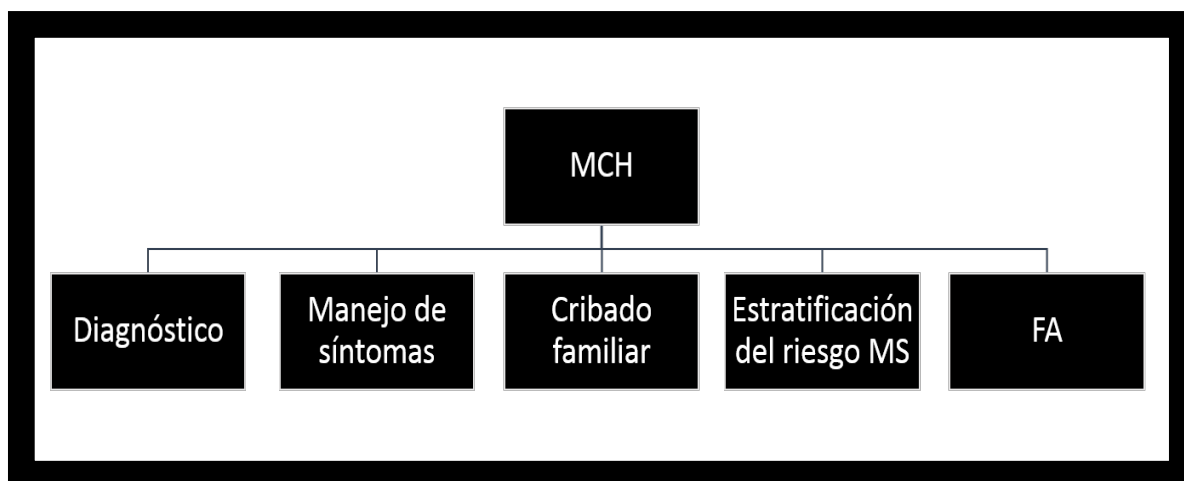 MCH
Diagnóstico
Manejo de
síntomas
Cribado
familiar
Estratificación
del riesgo MS
FA